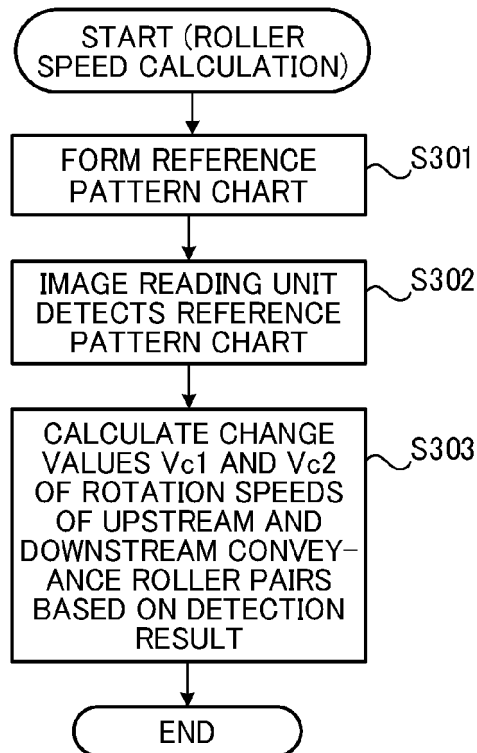 START (ROLLER
SPEED CALCULATION)
FORM REFERENCE
PATTERN CHART
S301
IMAGE READING UNIT
DETECTS REFERENCE
PATTERN CHART
S302
CALCULATE CHANGE
VALUES Vc1 AND Vc2
OF ROTATION SPEEDS
OF UPSTREAM AND
DOWNSTREAM CONVEY-
ANCE ROLLER PAIRS
BASED ON DETECTION
RESULT
S303
END